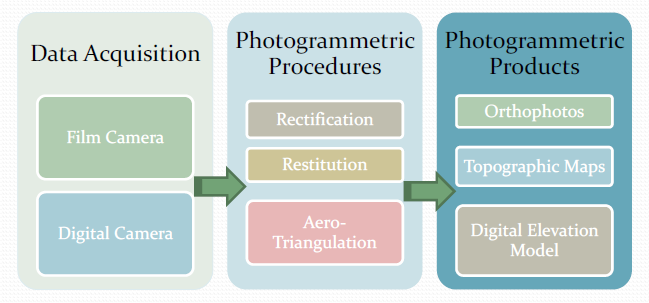 Data Acquisition
Film Camera
Digital Camera
Photogrammetric
Procedures
Rectification
Restitution
Aero-
Triangulation
Photogrammetric
Products
Orthophotos
Topographic Maps
Digital Elevation
Model